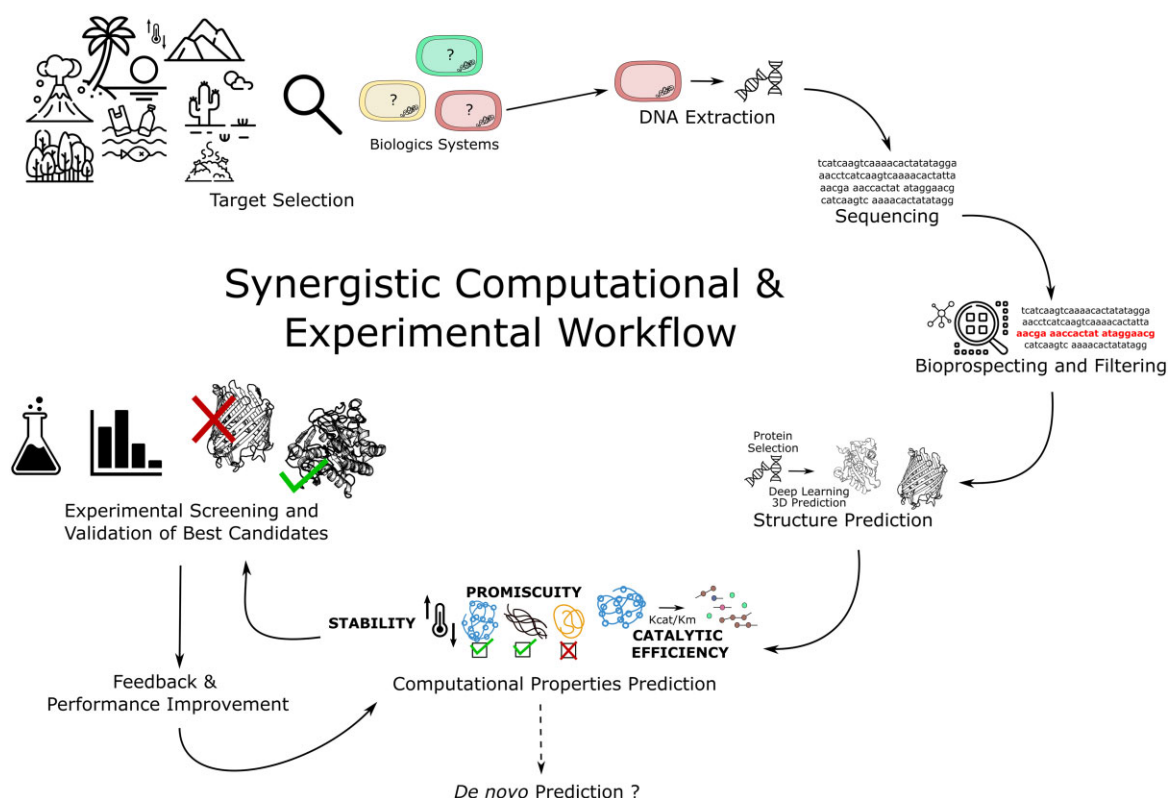 ?
?
?
Biologics Systems
DNA Extraction
Target Selection
tcatcaagtcaaaacactatatagga
aacctcatcaagtcaaaacactatta
aacga aaccactat ataggaacg
catcaagtc aaaacactatatagg
Sequencing
Synergistic Computational &
Experimental Workflow
tcatcaagtcaaaacactatatagga
aacctcatcaagtcaaaacactatta
aacga aaccactat ataggaacg
catcaagtc aaaacactatatagg
Bioprospecting and Filtering
Protein
Selection
Deep Learning
3D Prediction
Structure Prediction
Experimental Screening and
Validation of Best Candidates
STABILITY
PROMISCUITY
Kcat/Km
CATALYTIC
EFFICIENCY
Computational Properties Prediction
Feedback &
Performance Improvement
De novo Prediction ?